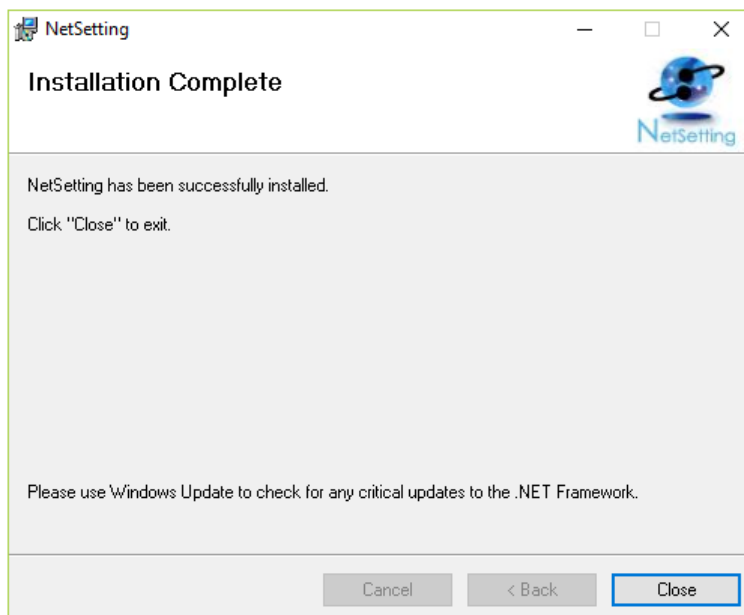 NetSetting
Installation Complete
NetSetting
NetSetting has been successfully installed.
Click "Close" to exit.
Please use Windows Update to check for any critical updates to the .NET Framework.
Cancel
< Back
Close